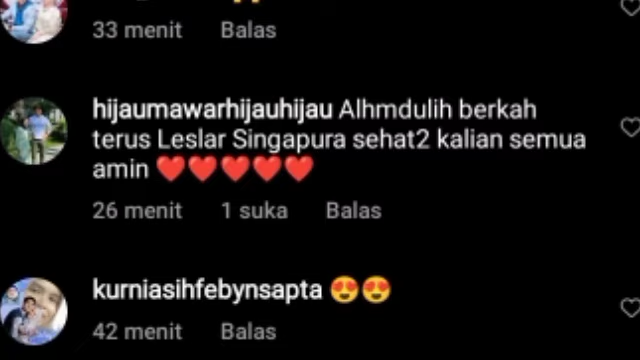 33 menit Balas
hijaumawarhijauhijau Alhmdulih berkah
terus Leslar Singapura sehat2 kalian semua
amin ❤️❤️❤️❤️❤️
26 menit 1 suka Balas
kurniasihfebynsapta 😍😍
42 menit Balas